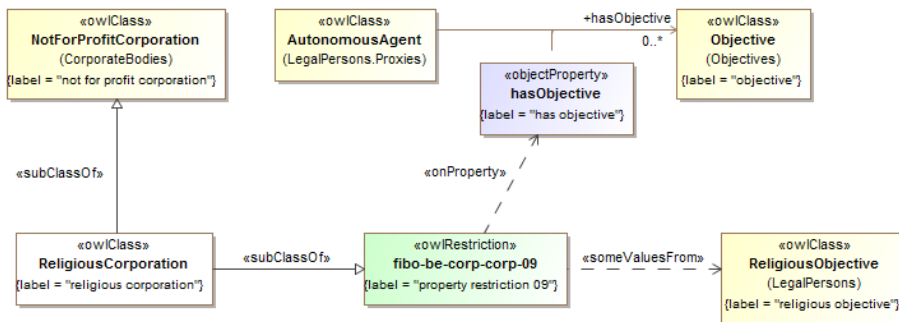 «owlClass»
NotForProfitCorporation
(CorporateBodies)
{label = "not for profit corporation"}
«owlClass»
AutonomousAgent
(LegalPersons.Proxies)
+hasObjective
0..*
«owlClass»
Objective
(Objectives)
{label = "objective"}
«objectProperty»
hasObjective
{label = "has objective"}
«subClassOf»
«onProperty»
«owlClass»
ReligiousCorporation
{label = "religious corporation"}
«subClassOf»
«owlRestriction»
fibo-be-corp-corp-09
{label = "property restriction 09"}
«someValuesFrom»
«owlClass»
ReligiousObjective
(LegalPersons)
{label = "religious objective"}